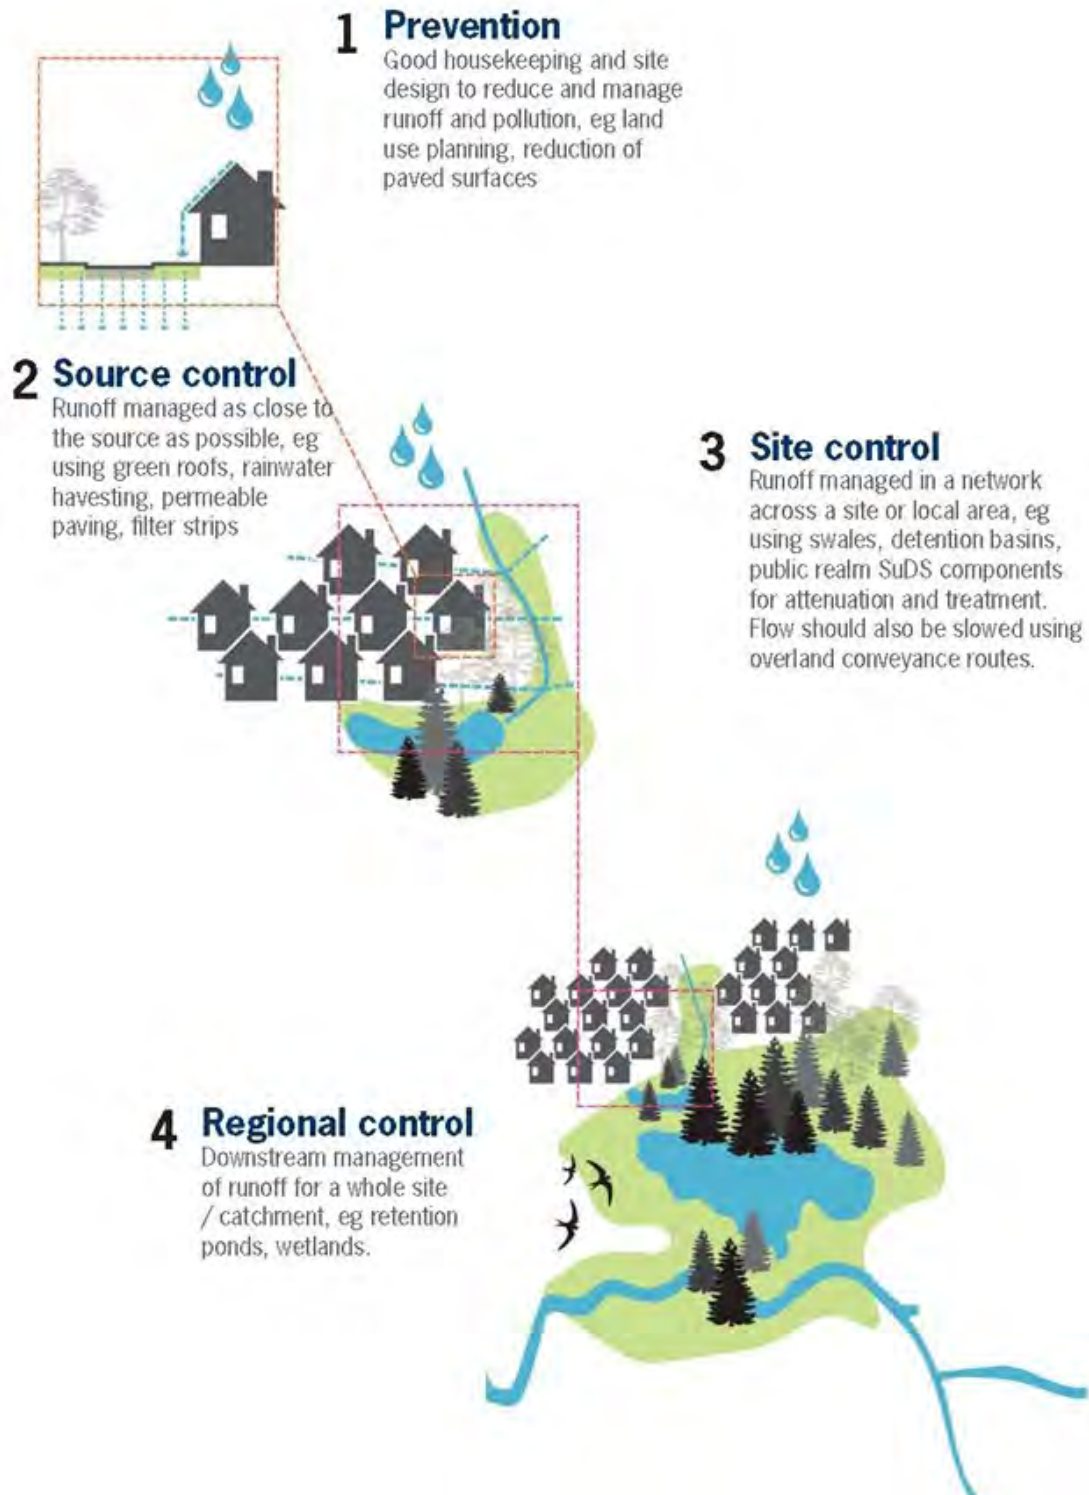 1 Prevention
Good housekeeping and site
design to reduce and manage
runoff and pollution, eg land
use planning, reduction of
paved surfaces
2 Source control
Runoff managed as close to
the source as possible, eg
using green roofs, rainwater
havesting, permeable
paving, filter strips
3 Site control
Runoff managed in a network
across a site or local area, eg
using swales, detention basins,
public realm SuDS components
for attenuation and treatment.
Flow should also be slowed using
overland conveyance routes.
4 Regional control
Downstream management
of runoff for a whole site
/ catchment, eg retention
ponds, wetlands.